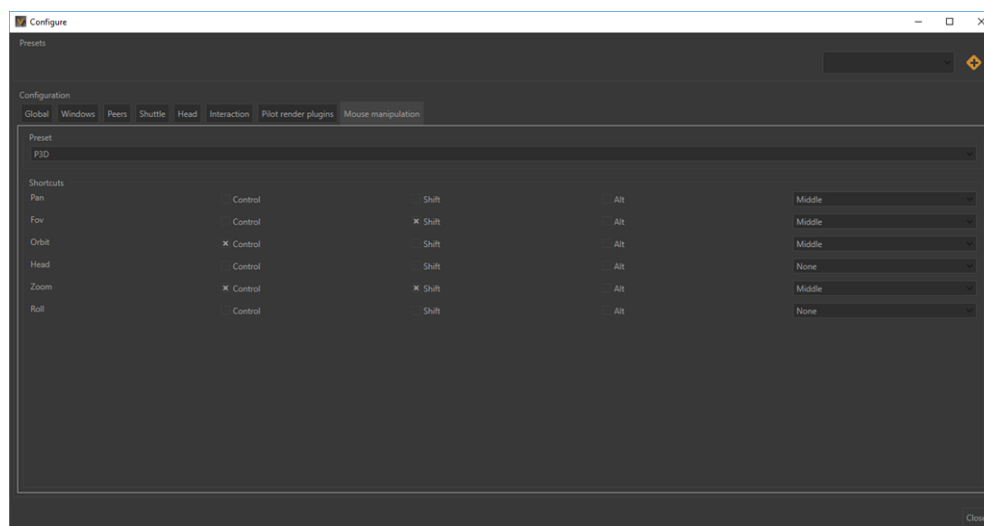 Configure
Presets
Configuration
Global Windows Peers Shuttle Head Interaction Pilot render plugins Mouse manipulation
Preset
P3D
Shortcuts
Pan Control Shift Alt Middle
Fov Control Shift Alt Middle
Orbit Control Shift Alt Middle
Head Control Shift Alt None
Zoom Control Shift Alt Middle
Roll Control Shift Alt None
Close